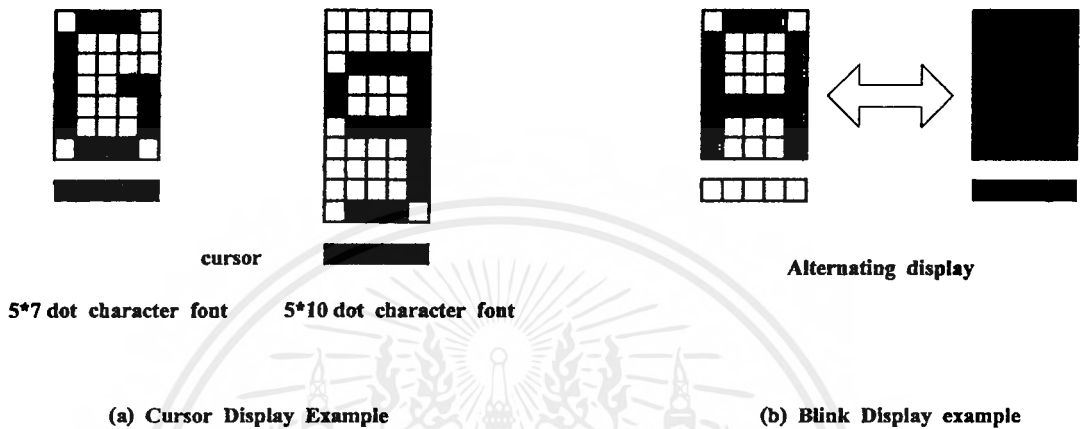 cursor
Alternating display
5*7 dot character font 5*10 dot character font
(a) Cursor Display Example (b) Blink Display example